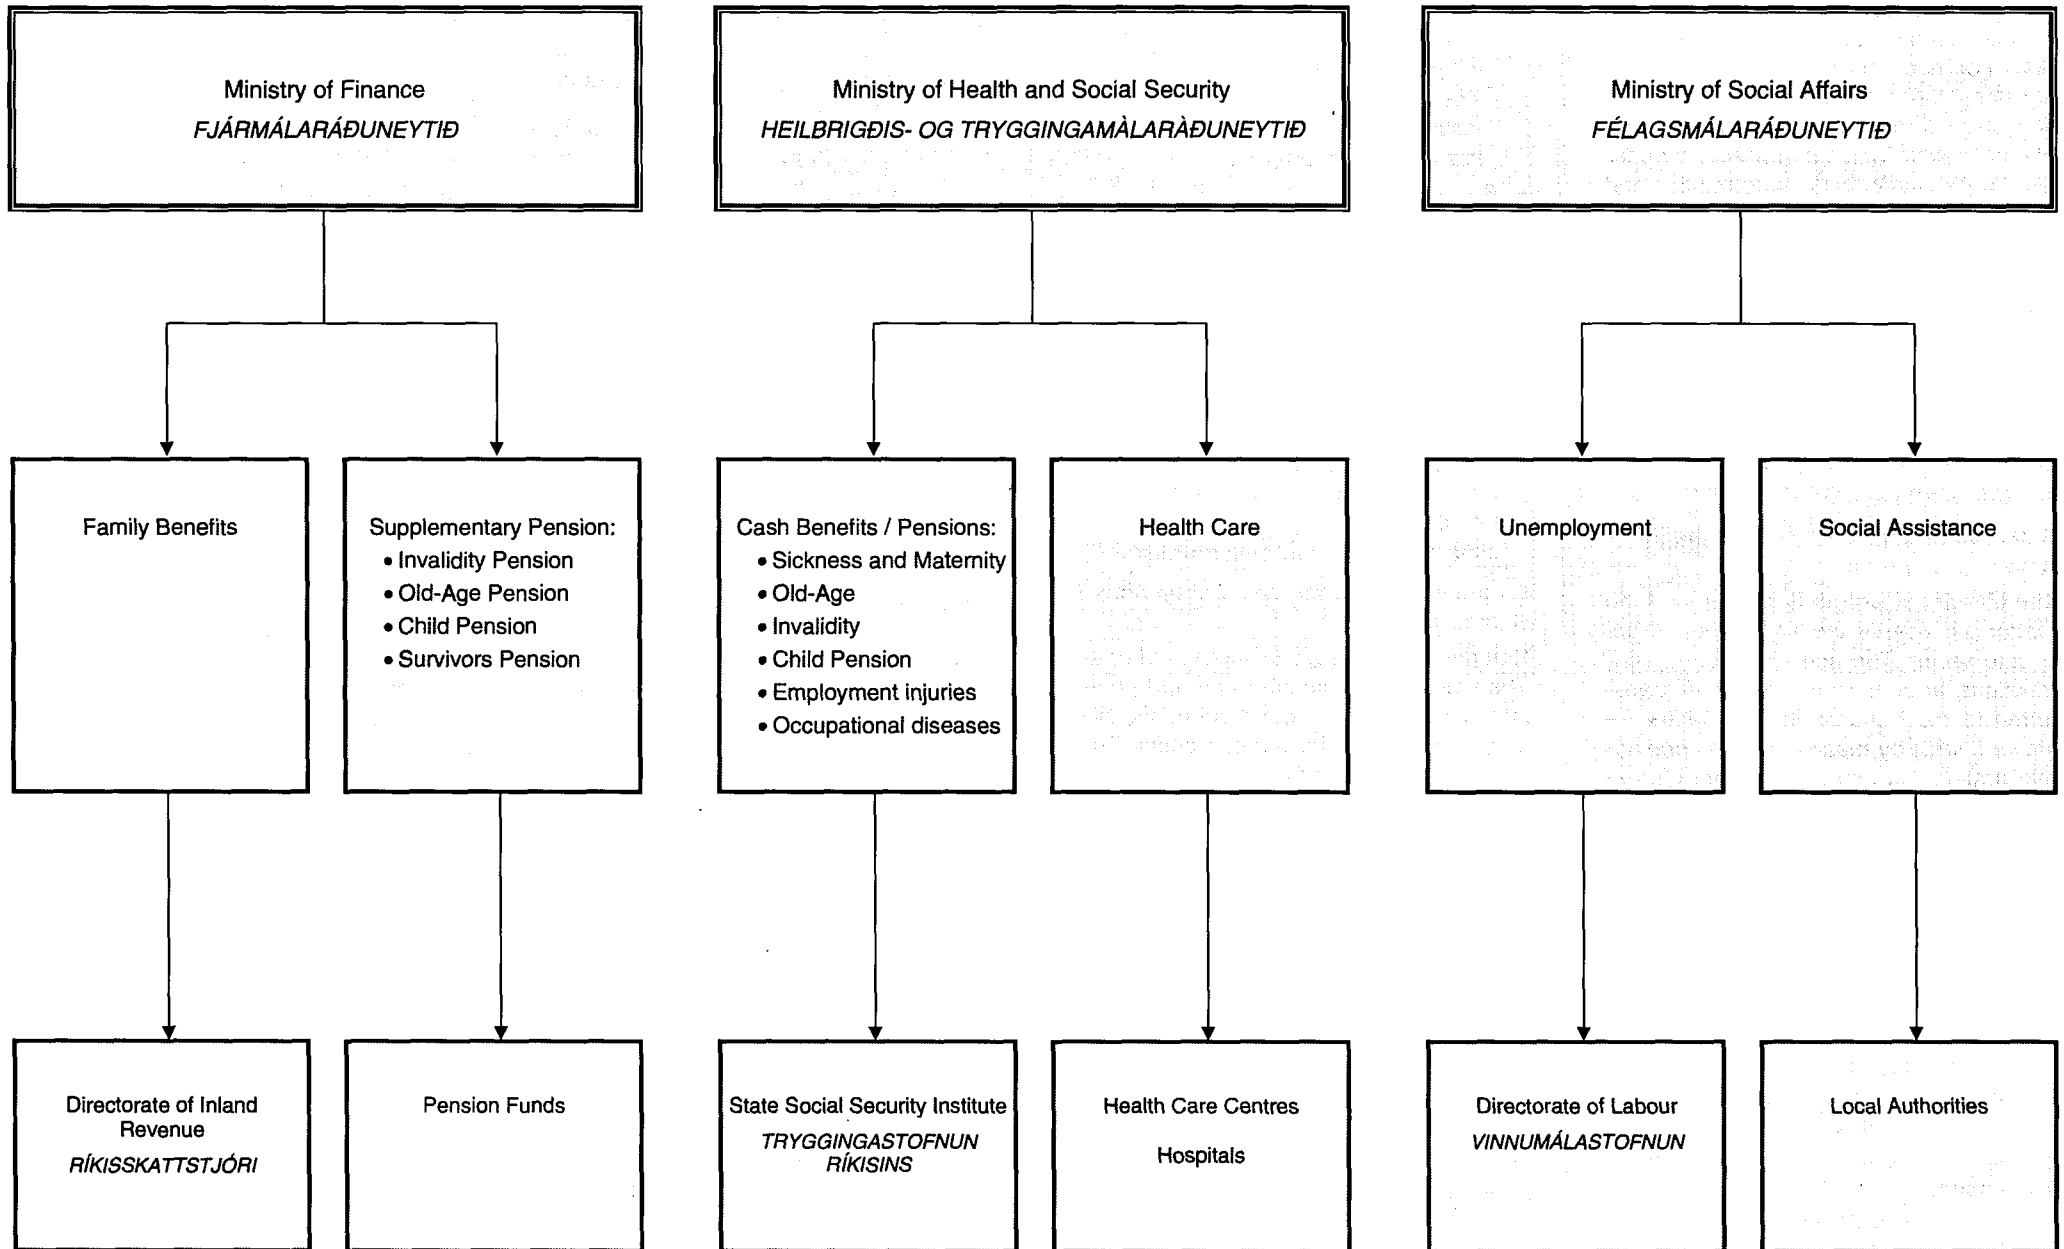 Ministry of Finance
FJÁRMÁLARÁÐUNEYTIÐ
Ministry of Health and Social Security
HEILBRIGÐIS- OG TRYGGINGAMÀLARÀÐUNEYTIÐ
Ministry of Social Affairs
FÉLAGSMÁLARÁÐUNEYTIÐ
Family Benefits
Supplementary Pension:
• Invalidity Pension
• Old-Age Pension
• Child Pension
• Survivors Pension
Cash Benefits / Pensions:
• Sickness and Maternity
• Old-Age
• Invalidity
• Child Pension
• Employment injuries
• Occupational diseases
Health Care
Unemployment
Social Assistance
Directorate of Inland
Revenue
RÍKISSKATTSTJÓRI
Pension Funds
State Social Security Institute
TRYGGINGASTOFNUN
RÍKISINS
Health Care Centres
Hospitals
Directorate of Labour
VINNUMÁLASTOFNUN
Local Authorities